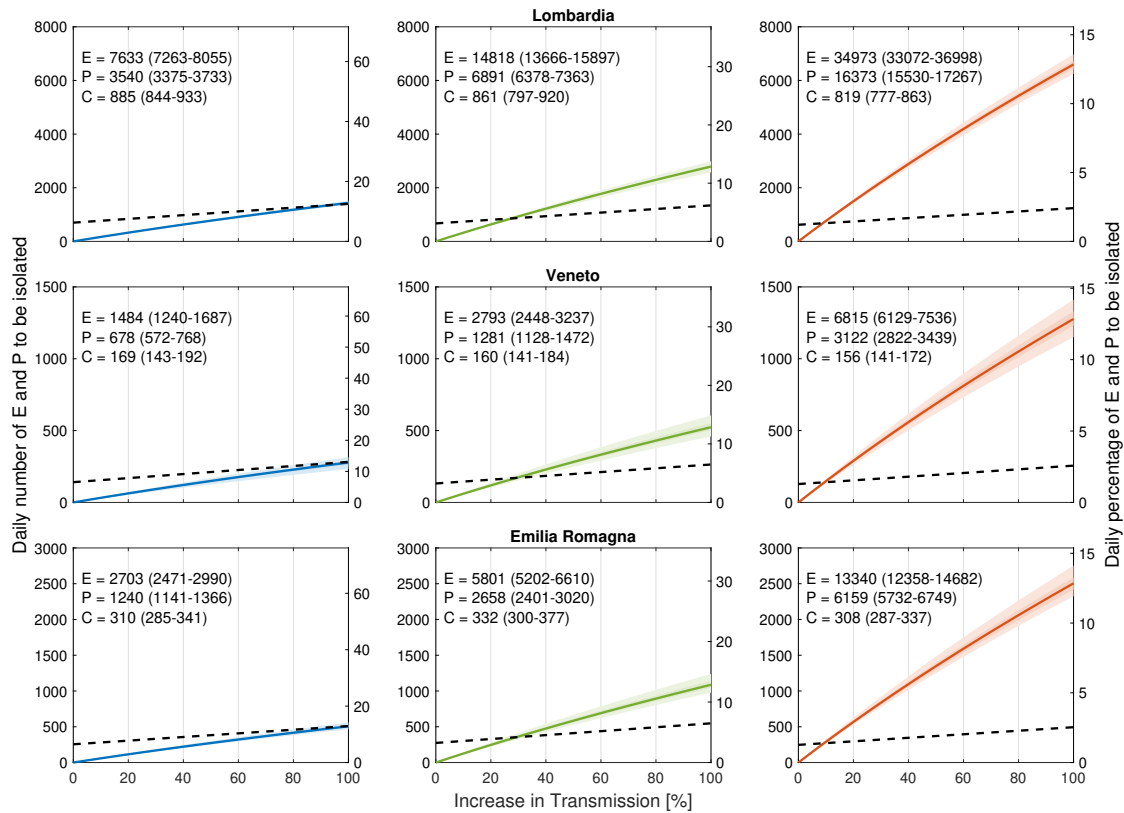 Lombardia
8000
6000
4000
2000
0
E = 7633 (7263-8055)
P = 3540 (3375-3733)
C = 885 (844-933)
60
40
20
0
8000
6000
4000
2000
0
E = 14818 (13666-15897)
P = 6891 (6378-7363)
C = 861 (797-920)
30
20
10
0
8000
6000
4000
2000
0
E = 34973 (33072-36998)
P = 16373 (15530-17267)
C = 819 (777-863)
15
10
5
0
Daily number of E and P to be isolated
Daily percentage of E and P to be isolated
Veneto
1500
1000
500
0
E = 1484 (1240-1687)
P = 678 (572-768)
C = 169 (143-192)
60
50
40
30
20
10
0
1500
1000
500
0
E = 2793 (2448-3237)
P = 1281 (1128-1472)
C = 160 (141-184)
30
20
10
0
1500
1000
500
0
E = 6815 (6129-7536)
P = 3122 (2822-3439)
C = 156 (141-172)
15
10
5
0
Emilia Romagna
3000
2500
2000
1500
1000
500
0
E = 2703 (2471-2990)
P = 1240 (1141-1366)
C = 310 (285-341)
60
40
20
0
0 20 40 60 80 100
3000
2500
2000
1500
1000
500
0
E = 5801 (5202-6610)
P = 2658 (2401-3020)
C = 332 (300-377)
30
20
10
0
0 20 40 60 80 100
3000
2500
2000
1500
1000
500
0
E = 13340 (12358-14682)
P = 6159 (5732-6749)
C = 308 (287-337)
15
10
5
0
0 20 40 60 80 100
Increase in Transmission [%]